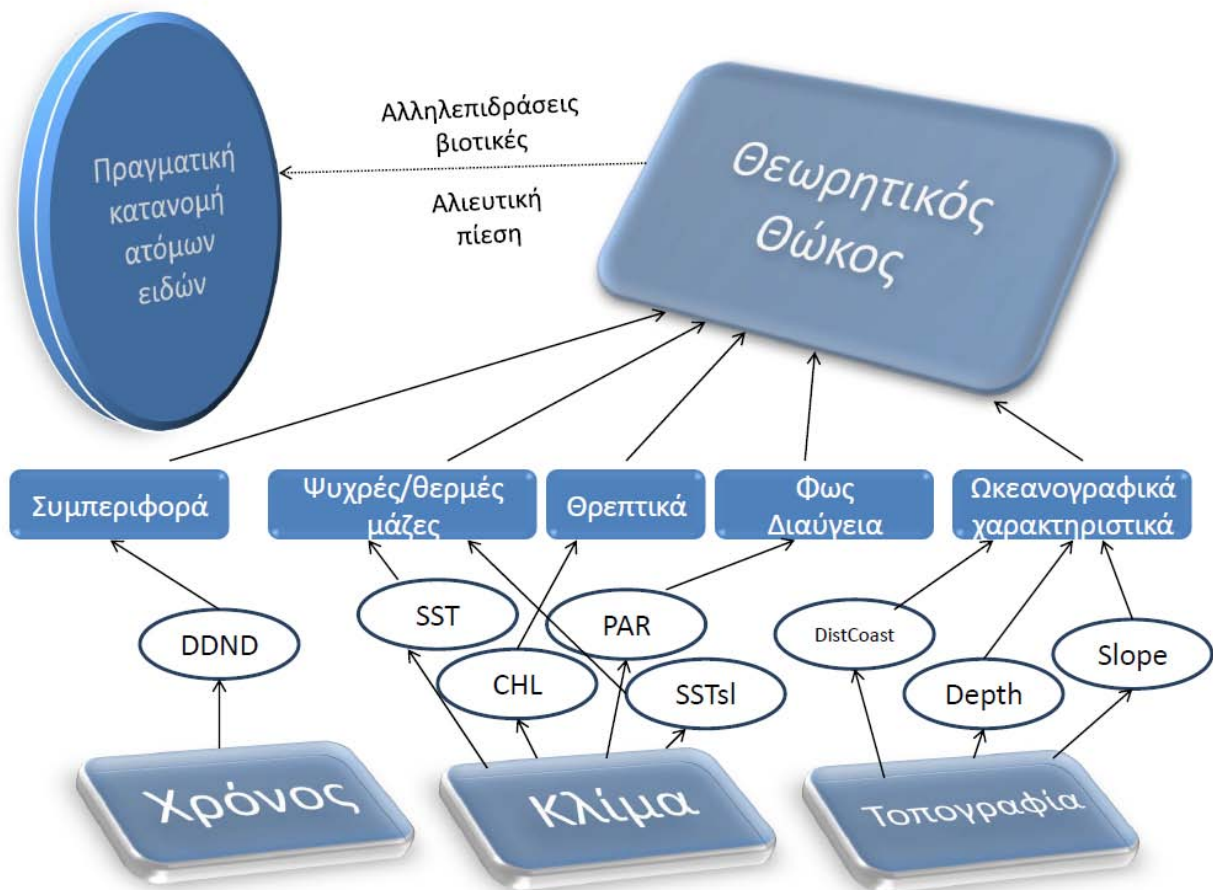 Πραγματική
κατανομή
ατόμων
ειδών
Αλληλεπιδράσεις
βιοτικές
Αλιευτική
πίεση
Θεωρητικός
Θώκος
Συμπεριφορά
Ψυχρές/θερμές
μάζες
Θρεπτικά
Φως
Διαύγεια
Ωκεανογραφικά
χαρακτηριστικά
DDND
SST
CHL
PAR
SSTsl
DistCoast
Depth
Slope
Χρόνος
Κλίμα
Τοπογραφία